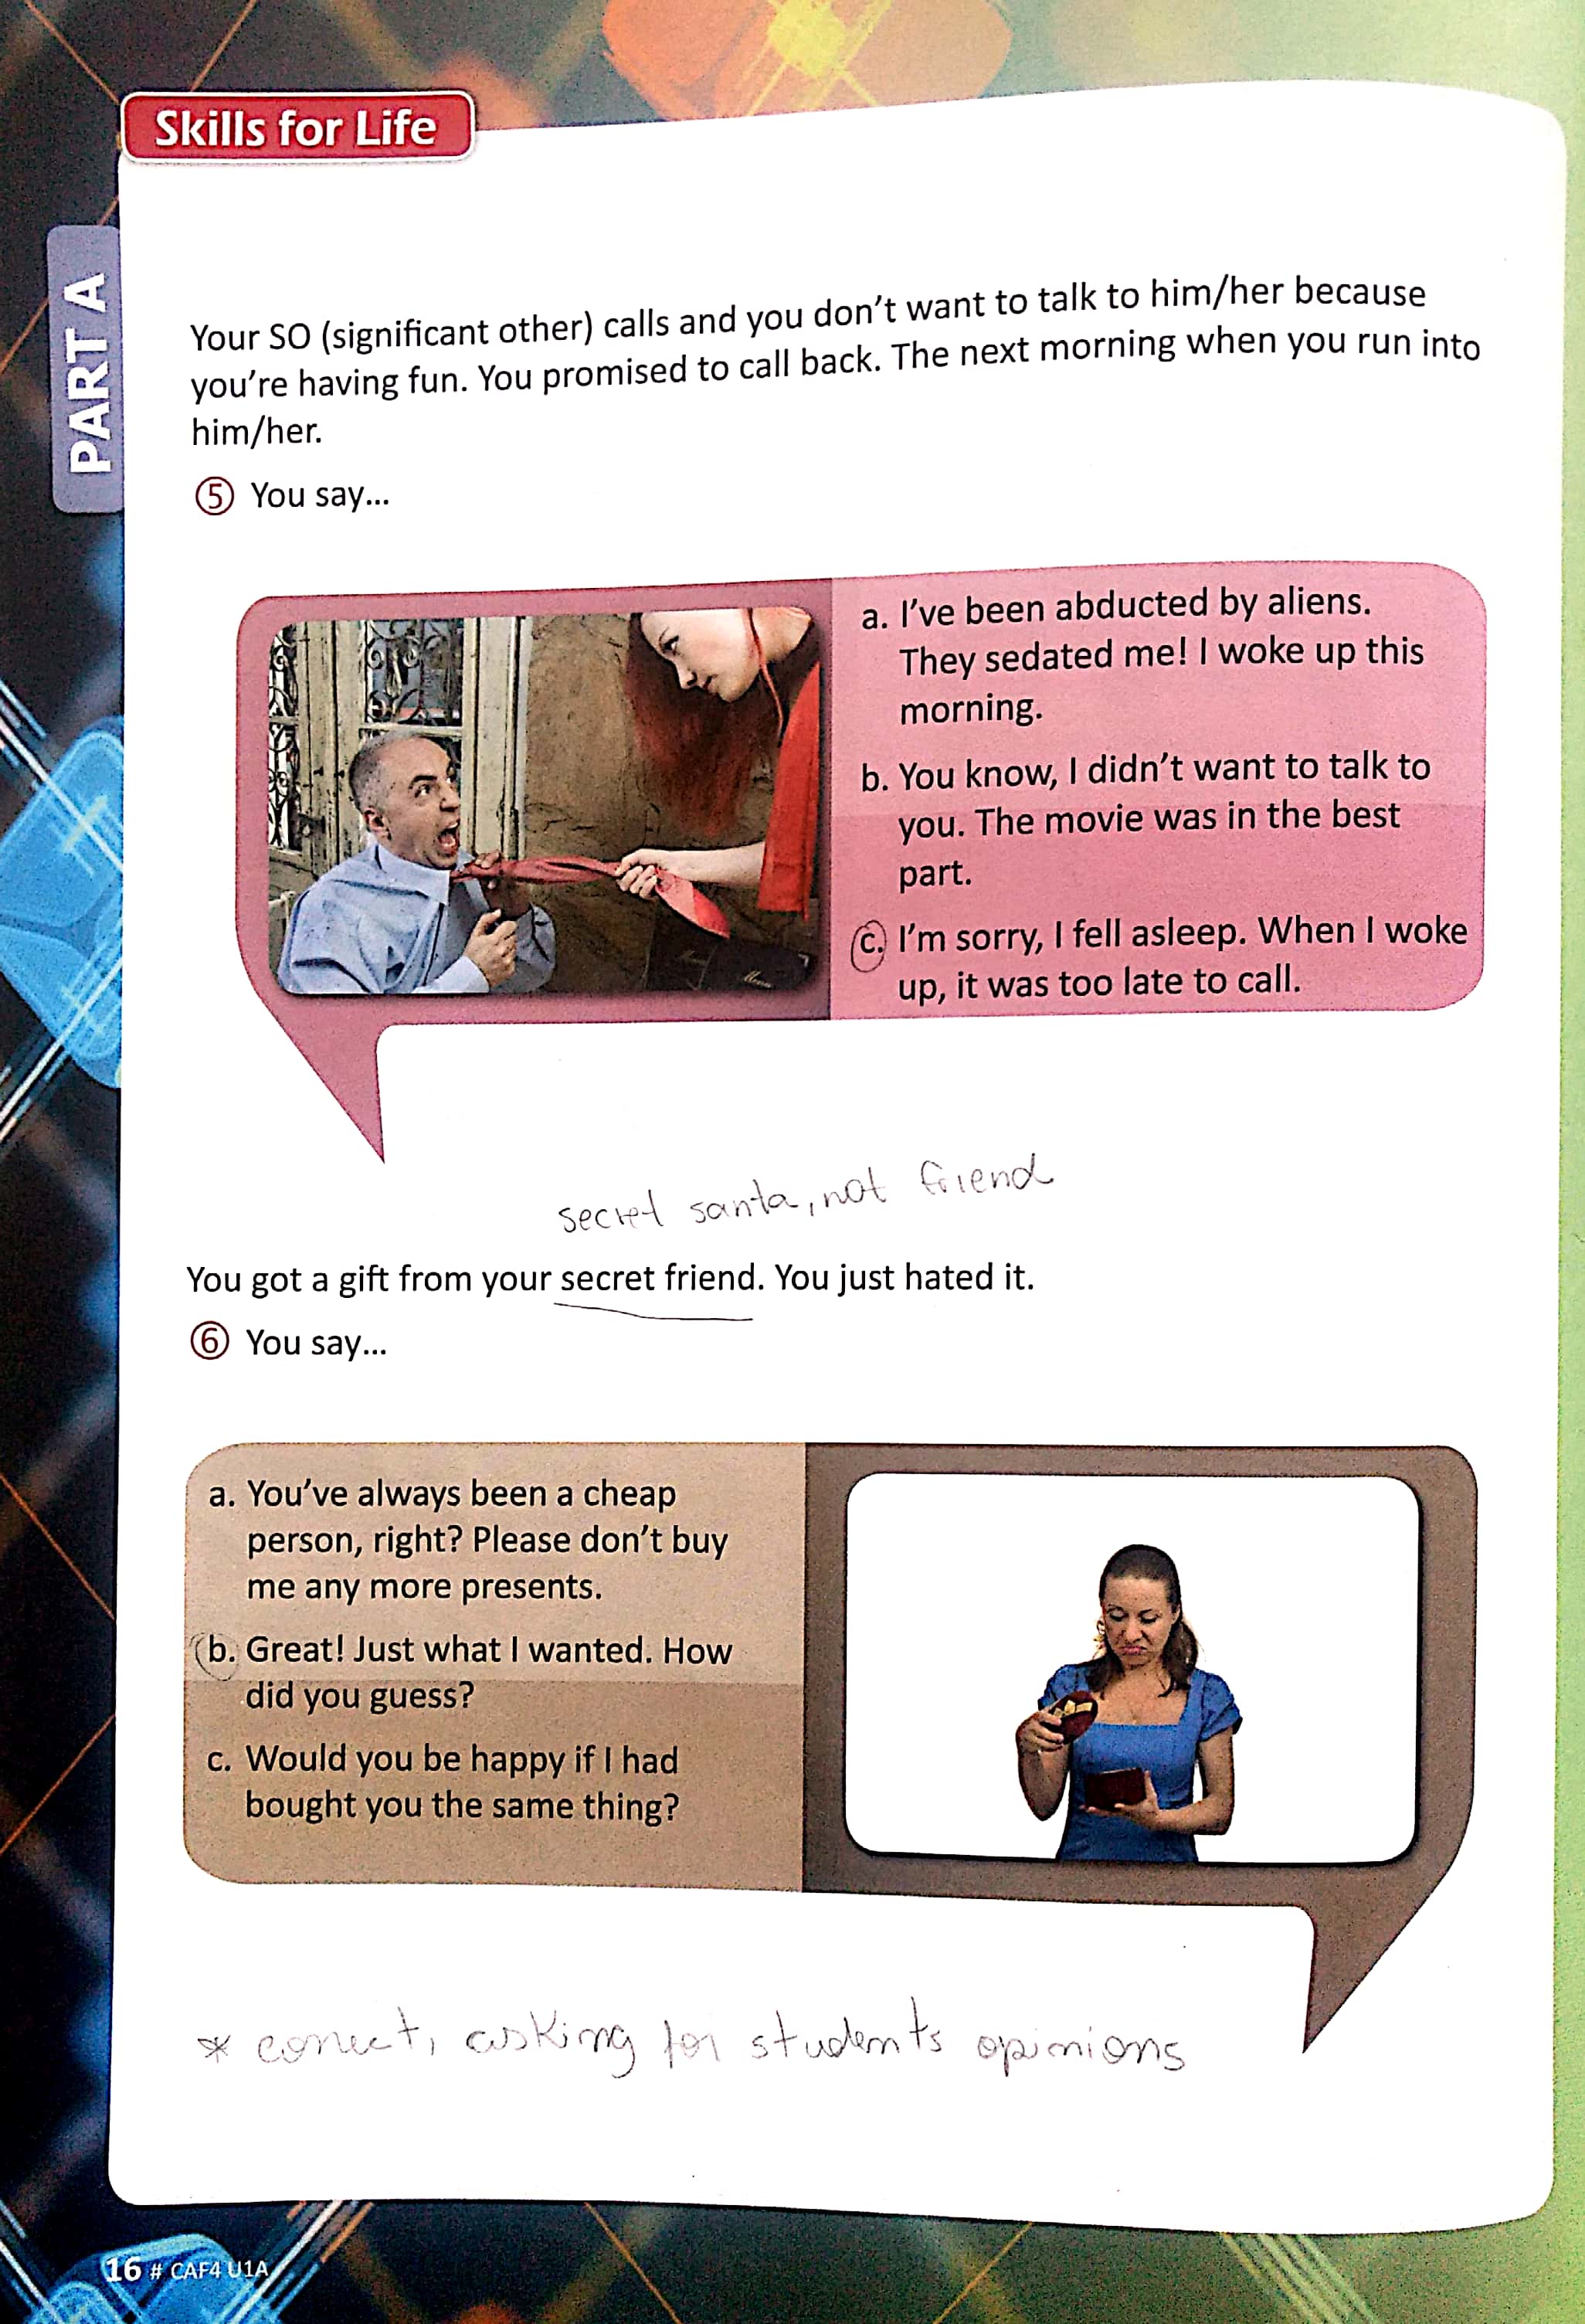 Skills for Life
PART A
Your SO (significant other) calls and you don't want to talk to him/her because
you're having fun. You promised to call back. The next morning when you run into
him/her.
⑤ You say...
a. I've been abducted by aliens.
They sedated me! I woke up this
morning.
b. You know, I didn't want to talk to
you. The movie was in the best
part.
c. I'm sorry, I fell asleep. When I woke
up, it was too late to call.
secret santa, not friend
You got a gift from your secret friend. You just hated it.
⑥ You say...
a. You've always been a cheap
person, right? Please don't buy
me any more presents.
b. Great! Just what I wanted. How
did you guess?
c. Would you be happy if I had
bought you the same thing?
* correct, asking for students opinions
16 # CAF4 U1A